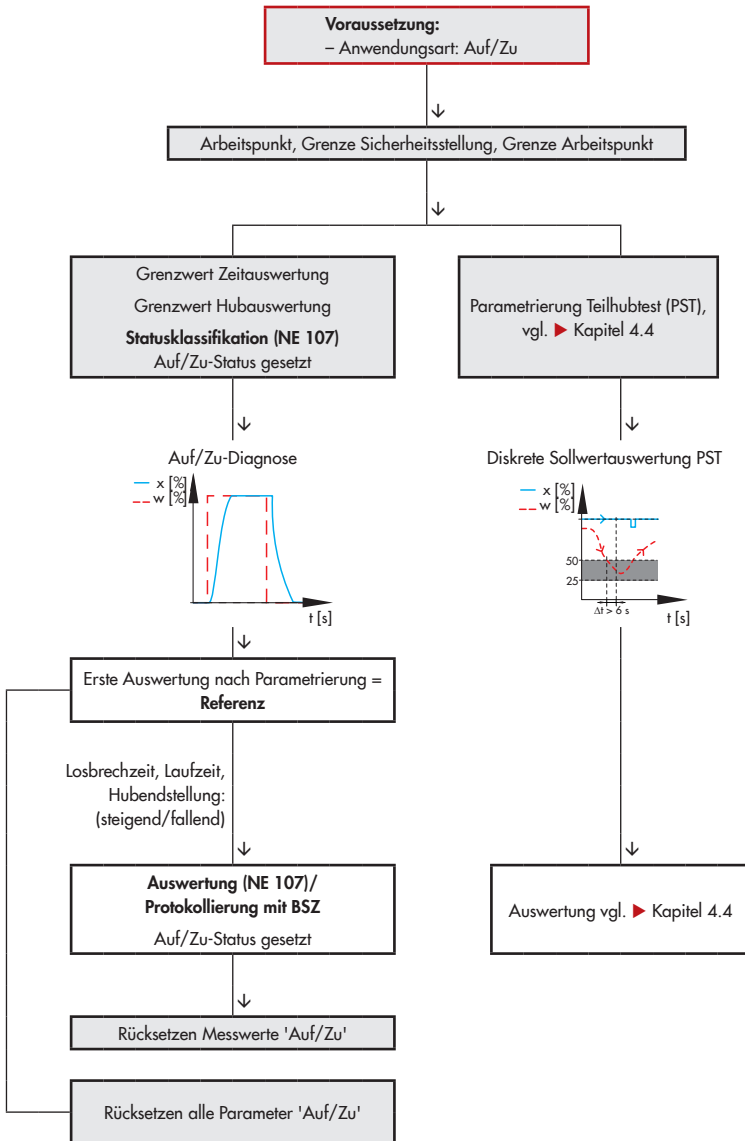 Voraussetzung:
– Anwendungsart: Auf/Zu
Arbeitspunkt, Grenze Sicherheitsstellung, Grenze Arbeitspunkt
Grenzwert Zeitauswertung
Grenzwert Hubauswertung
Statusklassifikation (NE 107)
Auf/Zu-Status gesetzt
Parametrierung Teilhubtest (PST),
vgl. ▶ Kapitel 4.4
Auf/Zu-Diagnose
x [%]
w [%]
t [s]
Diskrete Sollwertauswertung PST
x [%]
w [%]
50
25
t [s]
Δt > 6 s
Erste Auswertung nach Parametrierung =
Referenz
Losbrechzeit, Laufzeit,
Hubendstellung:
(steigend/fallend)
Auswertung (NE 107)/
Protokollierung mit BSZ
Auf/Zu-Status gesetzt
Auswertung vgl. ▶ Kapitel 4.4
Rücksetzen Messwerte 'Auf/Zu'
Rücksetzen alle Parameter 'Auf/Zu'